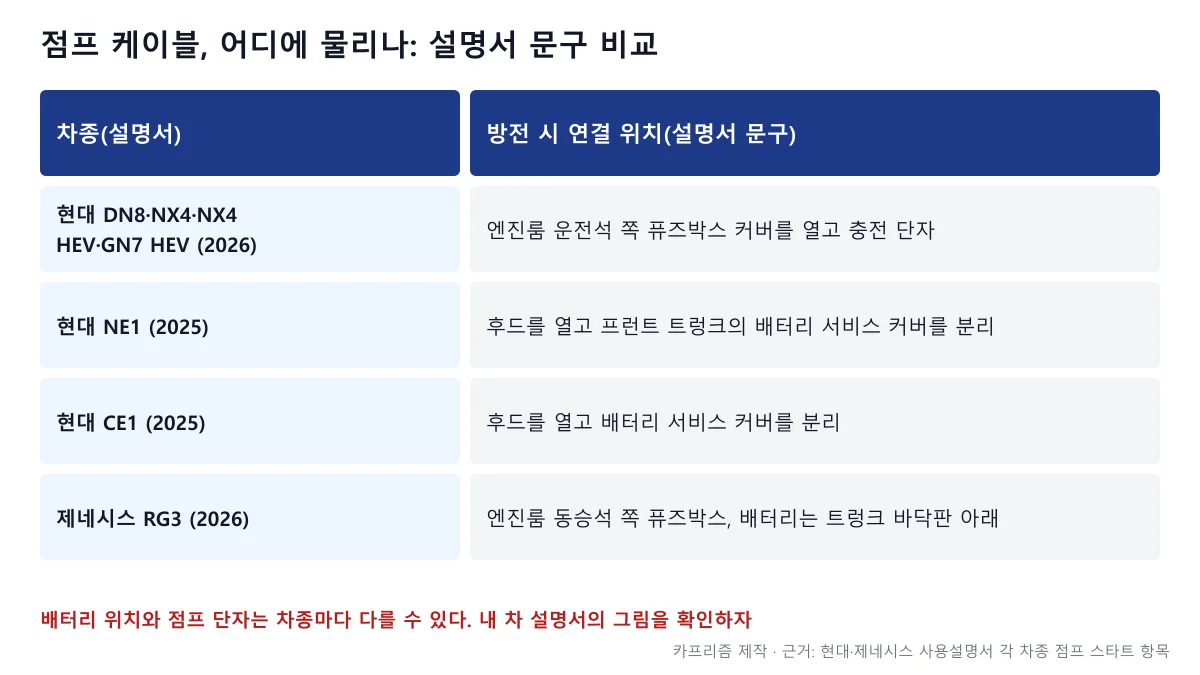 점프 케이블, 어디에 물리나: 설명서 문구 비교
차종(설명서)
방전 시 연결 위치(설명서 문구)
현대 DN8·NX4·NX4
HEV·GN7 HEV (2026)
엔진룸 운전석 쪽 퓨즈박스 커버를 열고 충전 단자
현대 NE1 (2025)
후드를 열고 프런트 트렁크의 배터리 서비스 커버를 분리
현대 CE1 (2025)
후드를 열고 배터리 서비스 커버를 분리
제네시스 RG3 (2026)
엔진룸 동승석 쪽 퓨즈박스, 배터리는 트렁크 바닥판 아래
배터리 위치와 점프 단자는 차종마다 다를 수 있다. 내 차 설명서의 그림을 확인하자
카프리즘 제작 · 근거: 현대·제네시스 사용설명서 각 차종 점프 스타트 항목